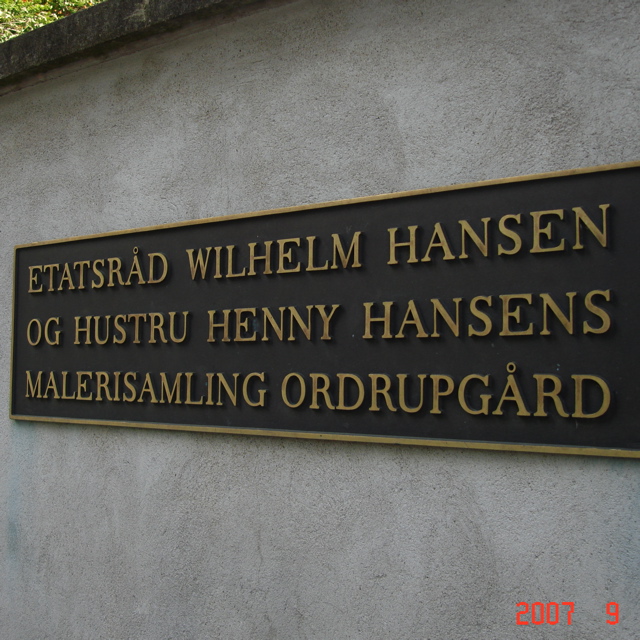 ETATSRÅD WILHELM HANSEN
OG HUSTRU HENNY HANSENS
MALERISAMLING ORDRUPGÅRD
2007 9